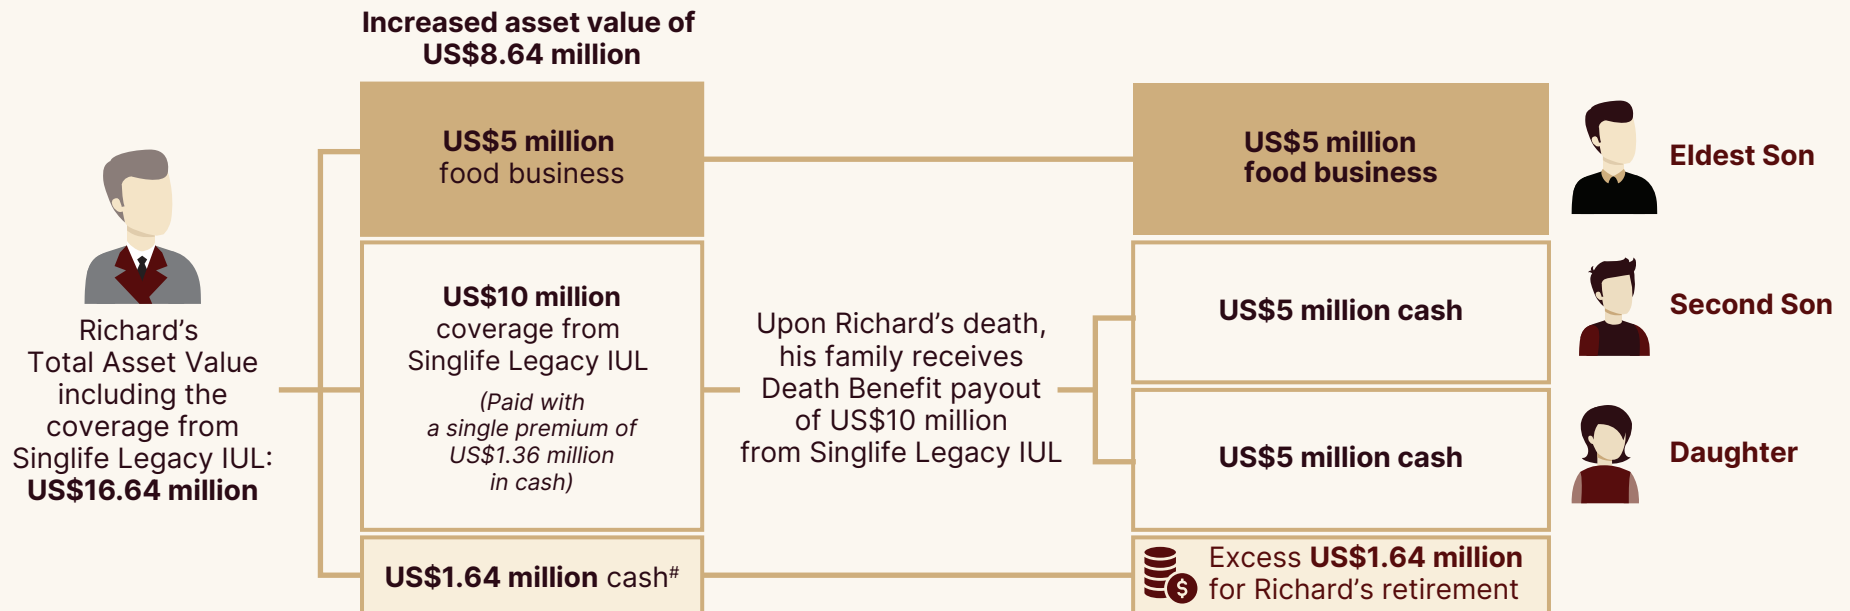 Increased asset value of
US$8.64 million
Richard's
Total Asset Value
including the
coverage from
Singlife Legacy IUL:
US$16.64 million
US$5 million
food business
US$10 million
coverage from
Singlife Legacy IUL
(Paid with
a single premium of
US$1.36 million
in cash)
US$1.64 million cash#
Upon Richard's death,
his family receives
Death Benefit payout
of US$10 million
from Singlife Legacy IUL
US$5 million
food business
Eldest Son
US$5 million cash
Second Son
US$5 million cash
Daughter
$
Excess US$1.64 million
for Richard's retirement